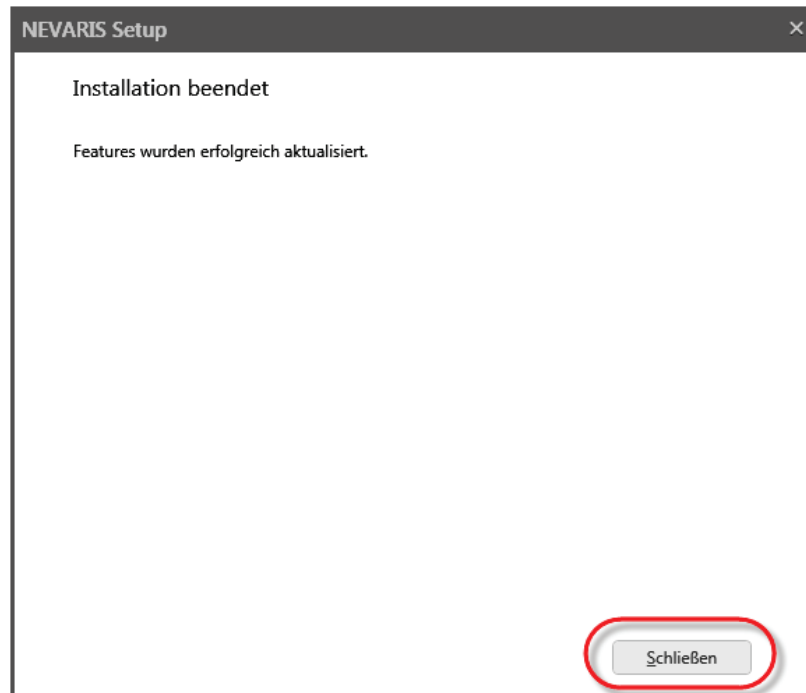 NEVARIS Setup
Installation beendet
Features wurden erfolgreich aktualisiert.
Schließen